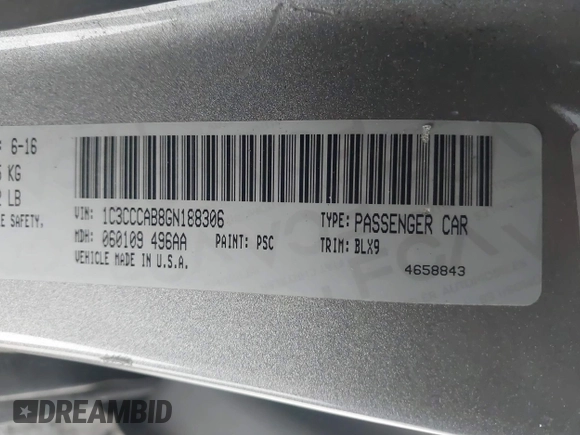 : 6-16
KG
LB
E SAFETY.
VIN: 1C3CCCAB8GN188306 TYPE: PASSENGER CAR
MDH: 060109 496AA PAINT: PSC TRIM: BLX9
VEHICLE MADE IN U.S.A.
4658843
DREAMBID